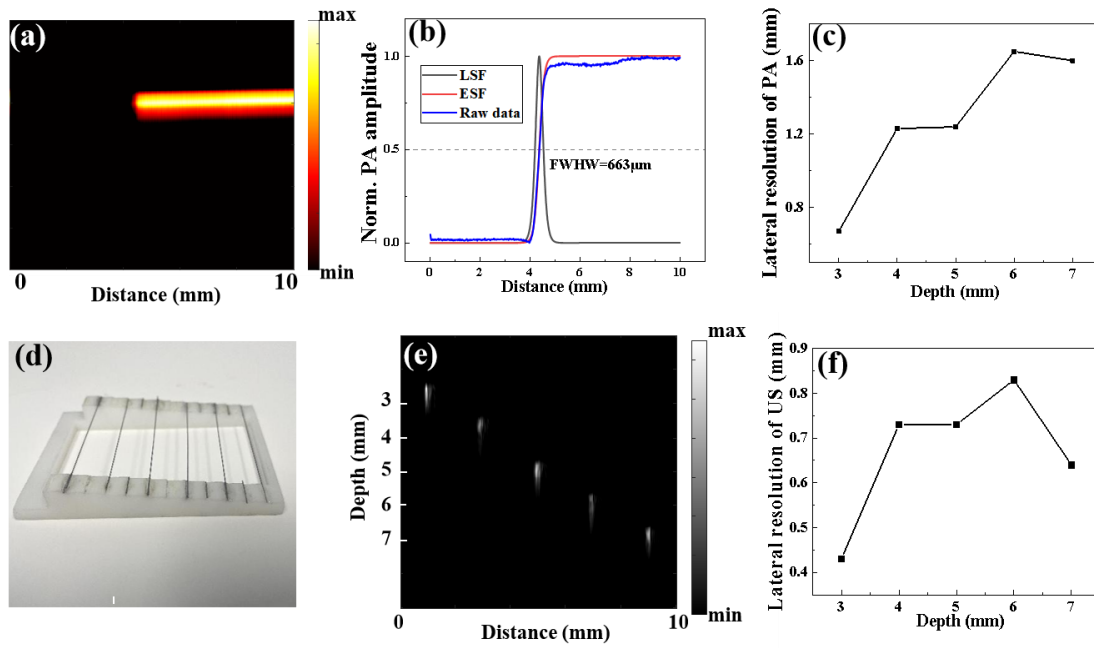 (a)
max
min
0
10
Distance (mm)
(b)
Norm. PA amplitude
1.0
0.5
0.0
LSF
ESF
Raw data
FWHW=663μm
0 2 4 6 8 10
Distance (mm)
(c)
Lateral resolution of PA (mm)
1.6
1.2
0.8
3 4 5 6 7
Depth (mm)
(d)
(e)
max
min
Depth (mm)
3
4
5
6
7
0
10
Distance (mm)
(f)
Lateral resolution of US (mm)
0.9
0.8
0.7
0.6
0.5
0.4
3 4 5 6 7
Depth (mm)